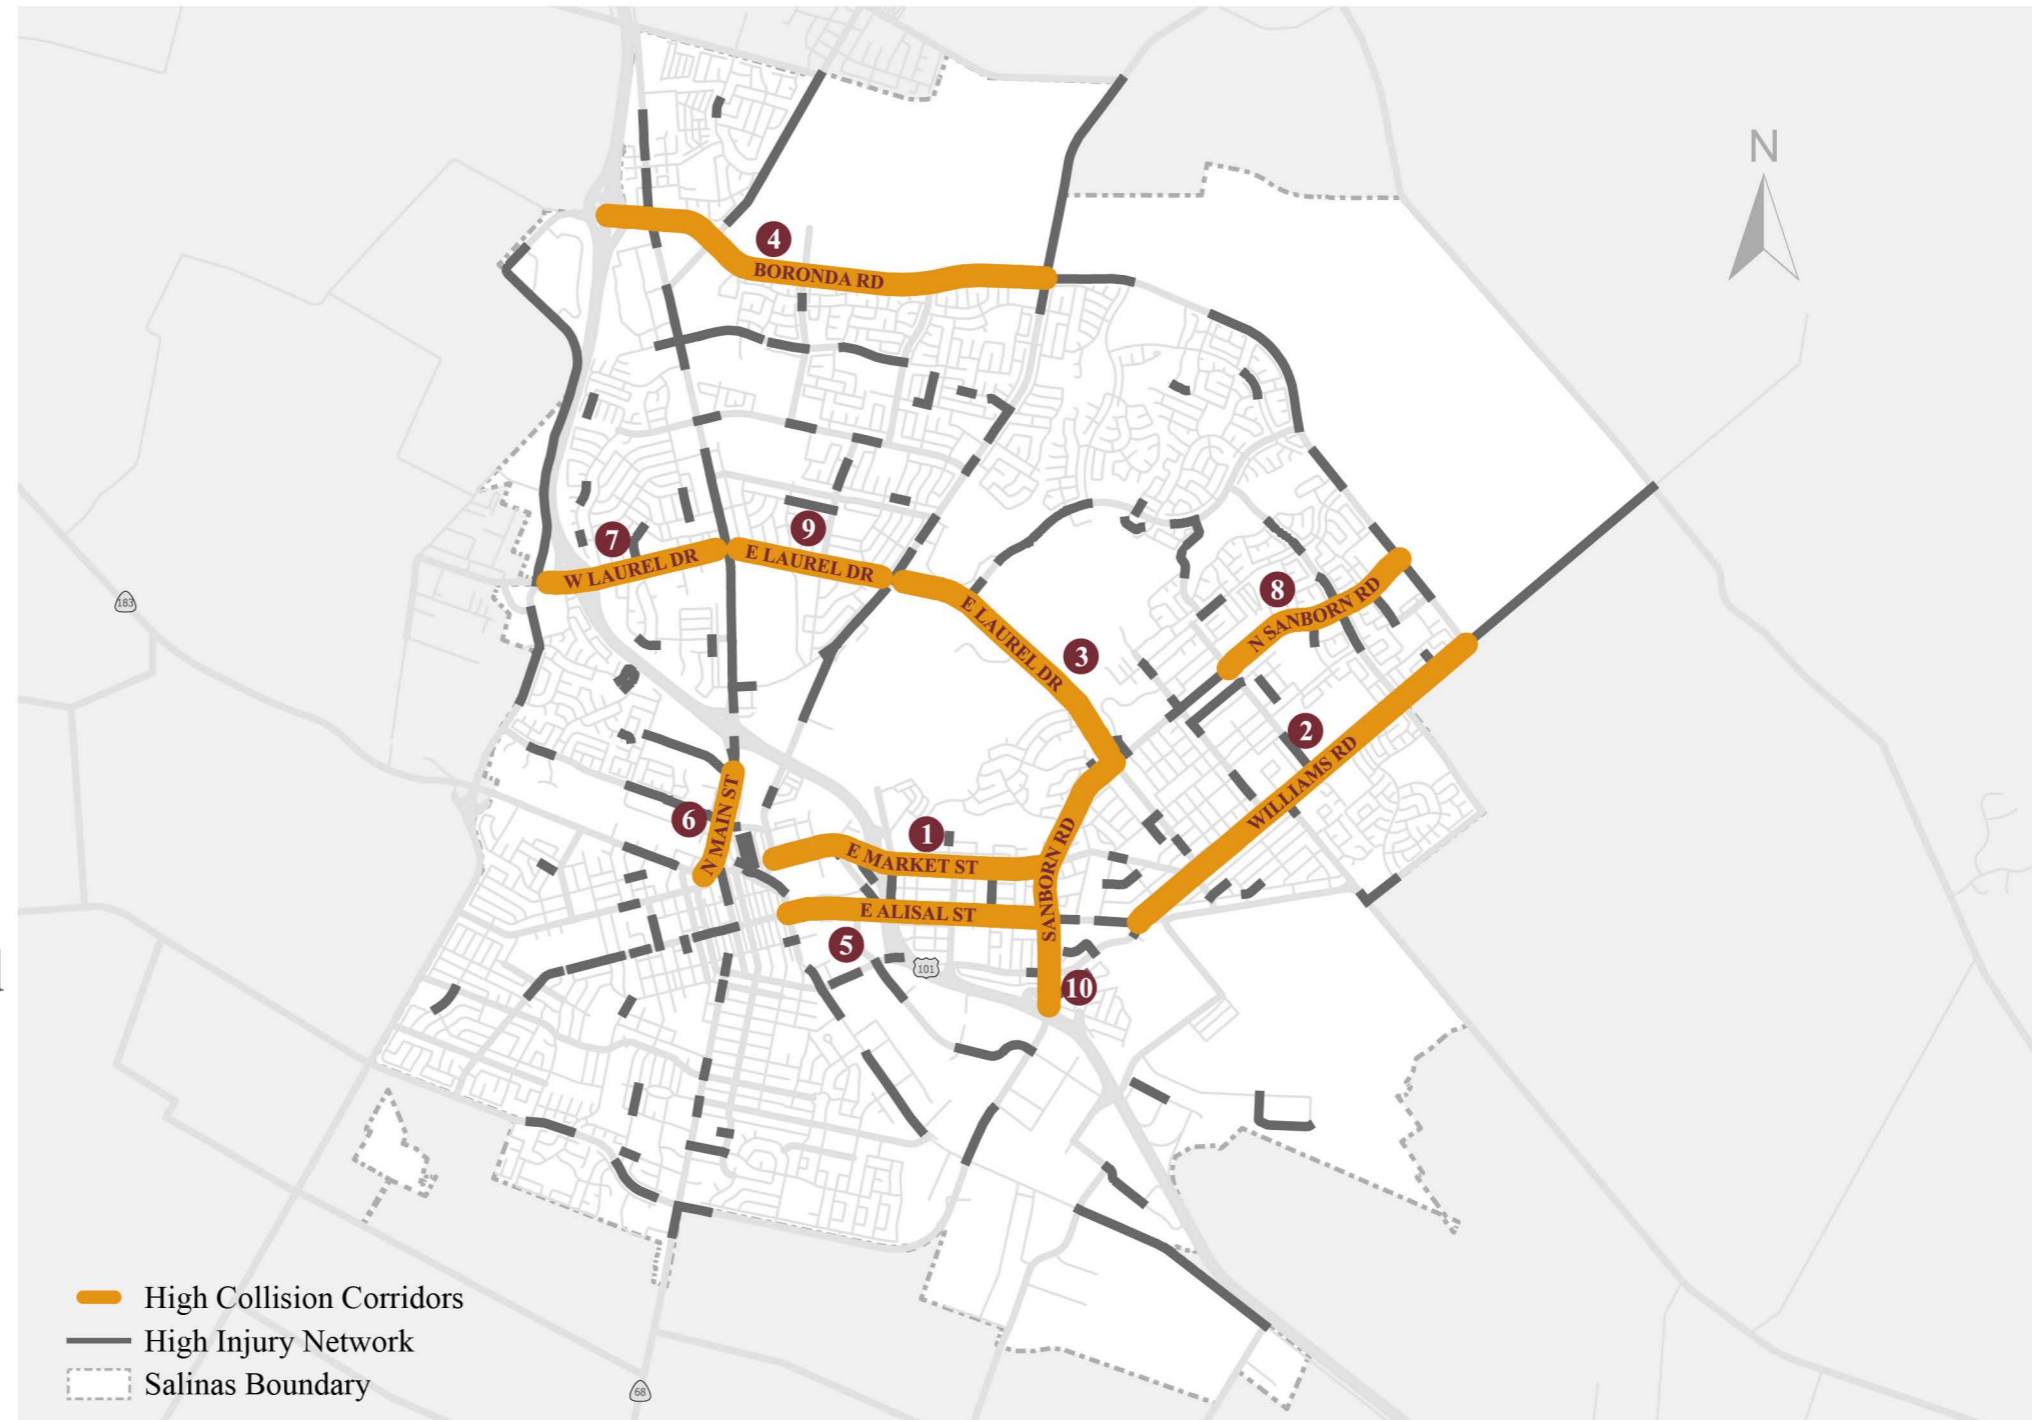 N
4
BORONDA RD
183
7
W LAUREL DR
9
E LAUREL DR
E LAUREL DR
3
8
N SANBORN RD
2
WILLIAMS RD
6
N MAIN ST
1
E MARKET ST
SANBORN RD
E ALISAL ST
5
101
10
High Collision Corridors
High Injury Network
Salinas Boundary
68